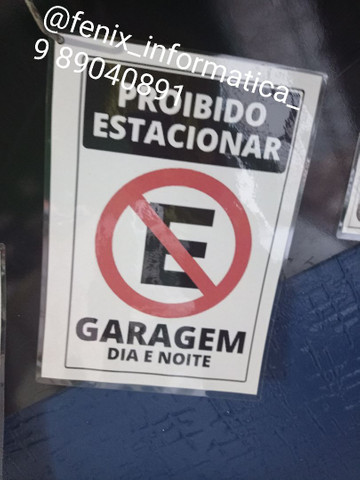 @fenix_informatica_
9 89040891
PROIBIDO
ESTACIONAR
E
GARAGEM
DIA E NOITE